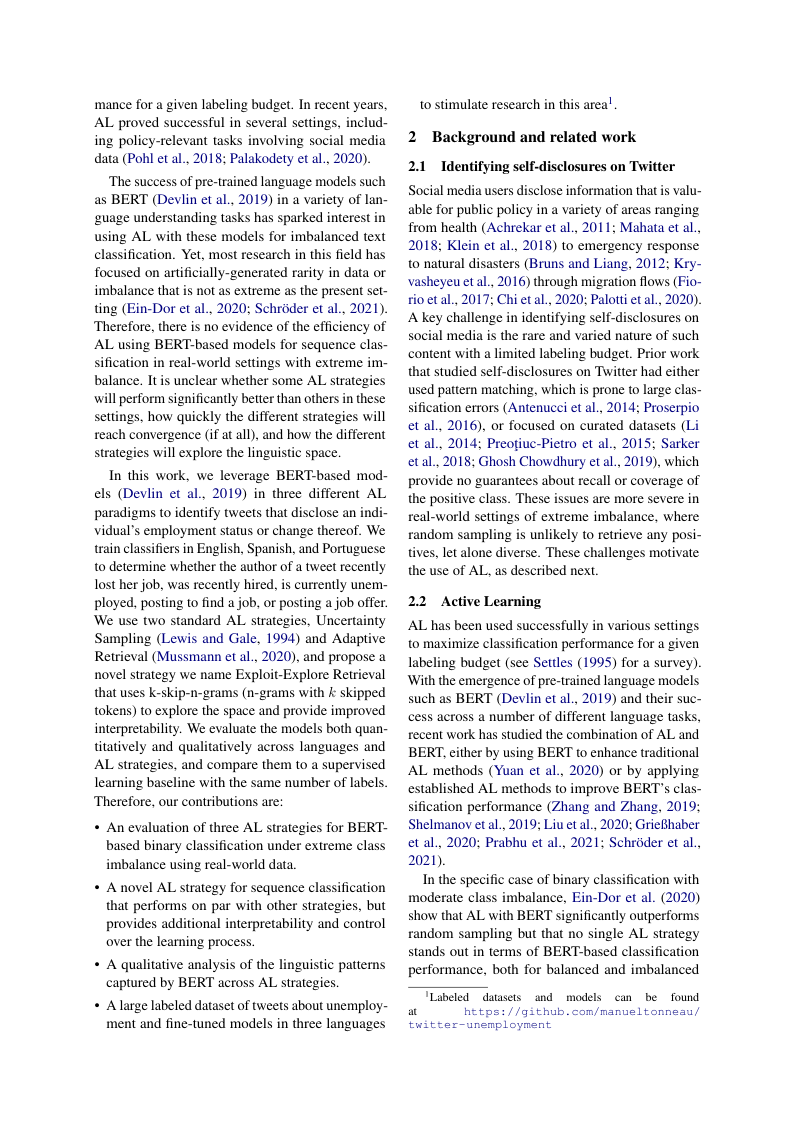 mance for a given labeling budget. In recent years,
AL proved successful in several settings, includ-
ing policy-relevant tasks involving social media
data (Pohl et al., 2018; Palakodety et al., 2020).
The success of pre-trained language models such
as BERT (Devlin et al., 2019) in a variety of lan-
guage understanding tasks has sparked interest in
using AL with these models for imbalanced text
classification. Yet, most research in this field has
focused on artificially-generated rarity in data or
imbalance that is not as extreme as the present set-
ting (Ein-Dor et al., 2020; Schröder et al., 2021).
Therefore, there is no evidence of the efficiency of
AL using BERT-based models for sequence clas-
sification in real-world settings with extreme im-
balance. It is unclear whether some AL strategies
will perform significantly better than others in these
settings, how quickly the different strategies will
reach convergence (if at all), and how the different
strategies will explore the linguistic space.
In this work, we leverage BERT-based mod-
els (Devlin et al., 2019) in three different AL
paradigms to identify tweets that disclose an indi-
vidual's employment status or change thereof. We
train classifiers in English, Spanish, and Portuguese
to determine whether the author of a tweet recently
lost her job, was recently hired, is currently unem-
ployed, posting to find a job, or posting a job offer.
We use two standard AL strategies, Uncertainty
Sampling (Lewis and Gale, 1994) and Adaptive
Retrieval (Mussmann et al., 2020), and propose a
novel strategy we name Exploit-Explore Retrieval
that uses k-skip-n-grams (n-grams with k skipped
tokens) to explore the space and provide improved
interpretability. We evaluate the models both quan-
titatively and qualitatively across languages and
AL strategies, and compare them to a supervised
learning baseline with the same number of labels.
Therefore, our contributions are:
• An evaluation of three AL strategies for BERT-
based binary classification under extreme class
imbalance using real-world data.
• A novel AL strategy for sequence classification
that performs on par with other strategies, but
provides additional interpretability and control
over the learning process.
• A qualitative analysis of the linguistic patterns
captured by BERT across AL strategies.
• A large labeled dataset of tweets about unemploy-
ment and fine-tuned models in three languages
to stimulate research in this area1.
2 Background and related work
2.1 Identifying self-disclosures on Twitter
Social media users disclose information that is valu-
able for public policy in a variety of areas ranging
from health (Achrekar et al., 2011; Mahata et al.,
2018; Klein et al., 2018) to emergency response
to natural disasters (Bruns and Liang, 2012; Kry-
vasheyeu et al., 2016) through migration flows (Fio-
rio et al., 2017; Chi et al., 2020; Palotti et al., 2020).
A key challenge in identifying self-disclosures on
social media is the rare and varied nature of such
content with a limited labeling budget. Prior work
that studied self-disclosures on Twitter had either
used pattern matching, which is prone to large clas-
sification errors (Antenucci et al., 2014; Proserpio
et al., 2016), or focused on curated datasets (Li
et al., 2014; Preoţiuc-Pietro et al., 2015; Sarker
et al., 2018; Ghosh Chowdhury et al., 2019), which
provide no guarantees about recall or coverage of
the positive class. These issues are more severe in
real-world settings of extreme imbalance, where
random sampling is unlikely to retrieve any posi-
tives, let alone diverse. These challenges motivate
the use of AL, as described next.
2.2 Active Learning
AL has been used successfully in various settings
to maximize classification performance for a given
labeling budget (see Settles (1995) for a survey).
With the emergence of pre-trained language models
such as BERT (Devlin et al., 2019) and their suc-
cess across a number of different language tasks,
recent work has studied the combination of AL and
BERT, either by using BERT to enhance traditional
AL methods (Yuan et al., 2020) or by applying
established AL methods to improve BERT's clas-
sification performance (Zhang and Zhang, 2019;
Shelmanov et al., 2019; Liu et al., 2020; Grießhaber
et al., 2020; Prabhu et al., 2021; Schröder et al.,
2021).
In the specific case of binary classification with
moderate class imbalance, Ein-Dor et al. (2020)
show that AL with BERT significantly outperforms
random sampling but that no single AL strategy
stands out in terms of BERT-based classification
performance, both for balanced and imbalanced
1Labeled datasets and models can be found
at https://github.com/manueltonneau/
twitter-unemployment